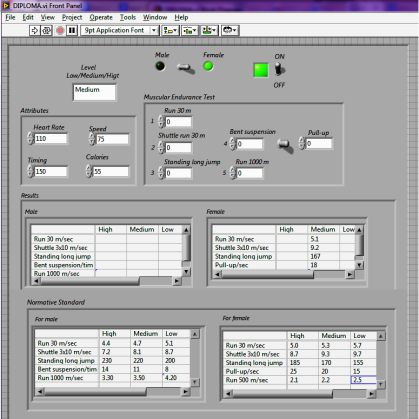 DIPLOMA.vi Front Panel
File Edit View Project Operate Tools Window Help
9pt Application Font
Male Female ON
OFF
Level
Low/Medium/Higt
Medium
Attributes
Heart Rate Speed
110 75
Timing Calories
150 55
Muscular Endurance Test
Run 30 m
1 0
Shuttle run 30 m Bent suspension Pull-up
2 0 4 0 0
Standing long jump Run 1000 m
3 0 5 0
Results
Male
High Medium Low
Run 30 m/sec
Shuttle 3x10 m/sec
Standing long jump
Bent suspension/tim
Run 1000 m/sec
Female
High Medium Low
Run 30 m/sec 5.1
Shuttle 3x10 m/sec 9.2
Standing long jump 167
Pull-up/sec 18
Normative Standard
For male
High Medium Low
Run 30 m/sec 4.4 4.7 5.1
Shuttle 3x10 m/sec 7.2 8.1 8.7
Standing long jump 230 220 200
Bent suspension/tim 14 11 8
Run 1000 m/sec 3.30 3.50 4.20
For female
High Medium Low
Run 30 m/sec 5.0 5.3 5.7
Shuttle 3x10 m/sec 8.7 9.3 9.7
Standing long jump 185 170 155
Pull-up/sec 25 20 15
Run 500 m/sec 2.1 2.2 2.5